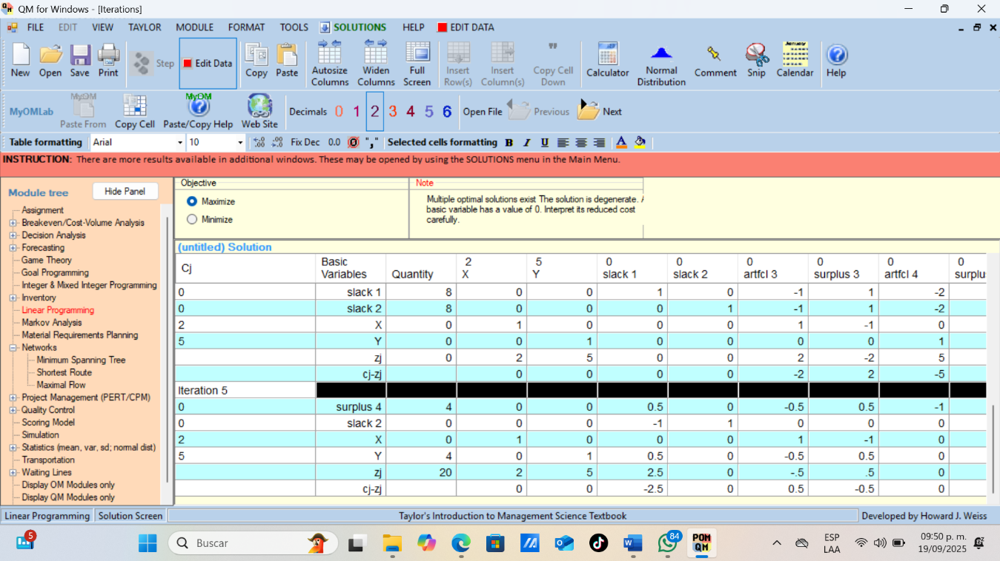 QM for Windows - [Iterations]
FILE EDIT VIEW TAYLOR MODULE FORMAT TOOLS SOLUTIONS HELP EDIT DATA
New Open Save Print Step Edit Data Copy Paste Autosize Columns Widen Columns Full Screen Insert Row(s) Insert Column(s) Copy Cell Down Calculator Normal Distribution Comment Snip Calendar Help
January
MyOMLab Paste From Copy Cell Paste/Copy Help Web Site Decimals 0 1 2 3 4 5 6 Open File Previous Next
MyOM MyOM
Table formatting Arial 10 Fix Dec 0.0 "," Selected cells formatting B I U A
INSTRUCTION: There are more results available in additional windows. These may be opened by using the SOLUTIONS menu in the Main Menu.
Module tree Hide Panel
Assignment
Breakeven/Cost-Volume Analysis
Decision Analysis
Forecasting
Game Theory
Goal Programming
Integer & Mixed Integer Programming
Inventory
Linear Programming
Markov Analysis
Material Requirements Planning
Networks
Minimum Spanning Tree
Shortest Route
Maximal Flow
Project Management (PERT/CPM)
Quality Control
Scoring Model
Simulation
Statistics (mean, var, sd; normal dist)
Transportation
Waiting Lines
Display OM Modules only
Display QM Modules only
Objective
Maximize
Minimize
Note
Multiple optimal solutions exist The solution is degenerate. A
basic variable has a value of 0. Interpret its reduced cost
carefully.
(untitled) Solution
Cj Basic Variables Quantity 2 X 5 Y 0 slack 1 0 slack 2 0 artfcl 3 0 surplus 3 0 artfcl 4 0 surplu
0 slack 1 8 0 0 1 0 -1 1 -2
0 slack 2 8 0 0 0 1 -1 1 -2
2 X 0 1 0 0 0 1 -1 0
5 Y 0 0 1 0 0 0 0 1
zj 0 2 5 0 0 2 -2 5
cj-zj 0 0 0 0 -2 2 -5
Iteration 5
0 surplus 4 4 0 0 0.5 0 -0.5 0.5 -1
0 slack 2 0 0 0 -1 1 0 0 0
2 X 0 1 0 0 0 1 -1 0
5 Y 4 0 1 0.5 0 -0.5 0.5 0
zj 20 2 5 2.5 0 -.5 .5 0
cj-zj 0 0 -2.5 0 0.5 -0.5 0
Linear Programming Solution Screen Taylor's Introduction to Management Science Textbook Developed by Howard J. Weiss
5 Buscar 84 POM QM ESP LAA 09:50 p. m. 19/09/2025